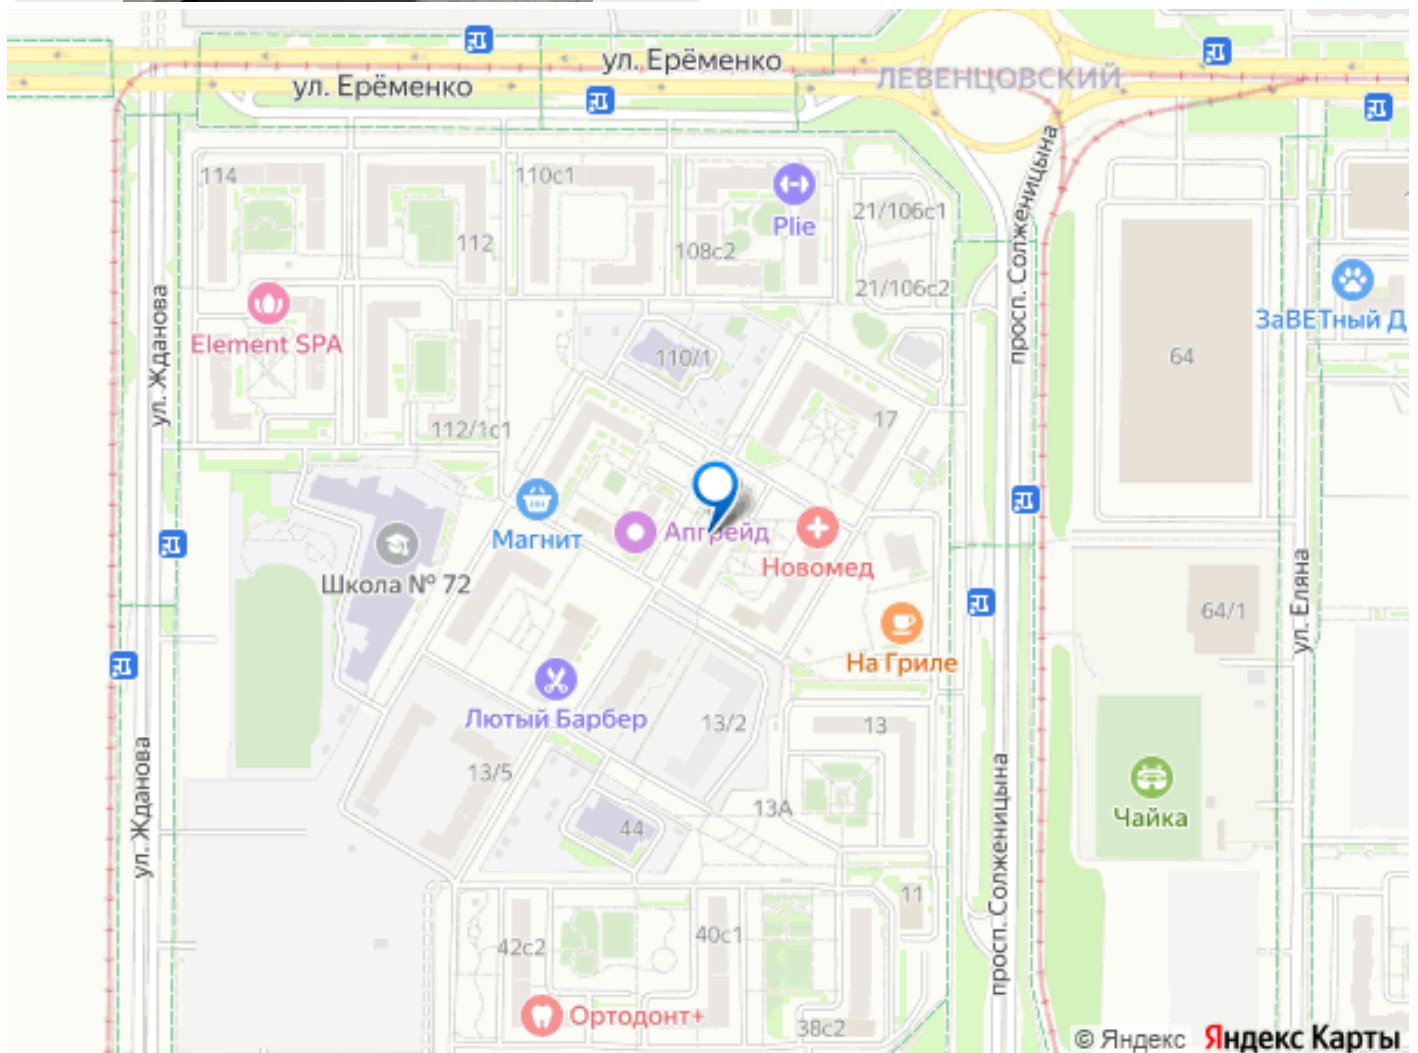 ул. Ерёменко
ул. Ерёменко
ЛЕВЕНЦОВСКИЙ
114
112
110с1
Plie
108с2
21/106с1
21/106с2
просп. Солженицына
ЗаВЕТный Д
64
ул. Жданова
Element SPA
110/1
17
112/1с1
Магнит
Апгрейд
Новомед
Школа № 72
На Гриле
64/1
ул. Еляна
Лютый Барбер
13/2
13
13/5
13А
44
Чайка
ул. Жданова
просп. Солженицына
11
42с2
40с1
Ортодонт+
38с2
© Яндекс Яндекс Карты